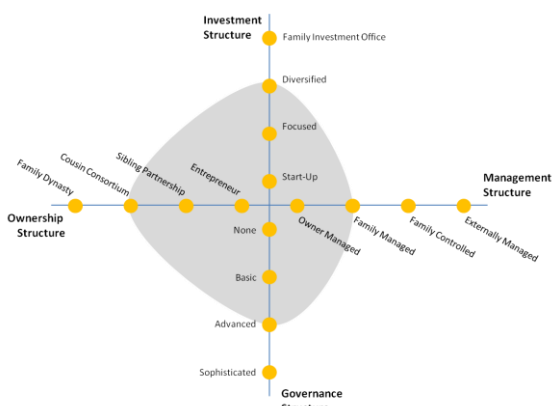 Investment
Structure
Family Investment Office
Diversified
Focused
Start-Up
Family Dynasty
Cousin Consortium
Sibling Partnership
Entrepreneur
Management
Structure
Ownership
Structure
Owner Managed
Family Managed
Family Controlled
Externally Managed
None
Basic
Advanced
Sophisticated
Governance